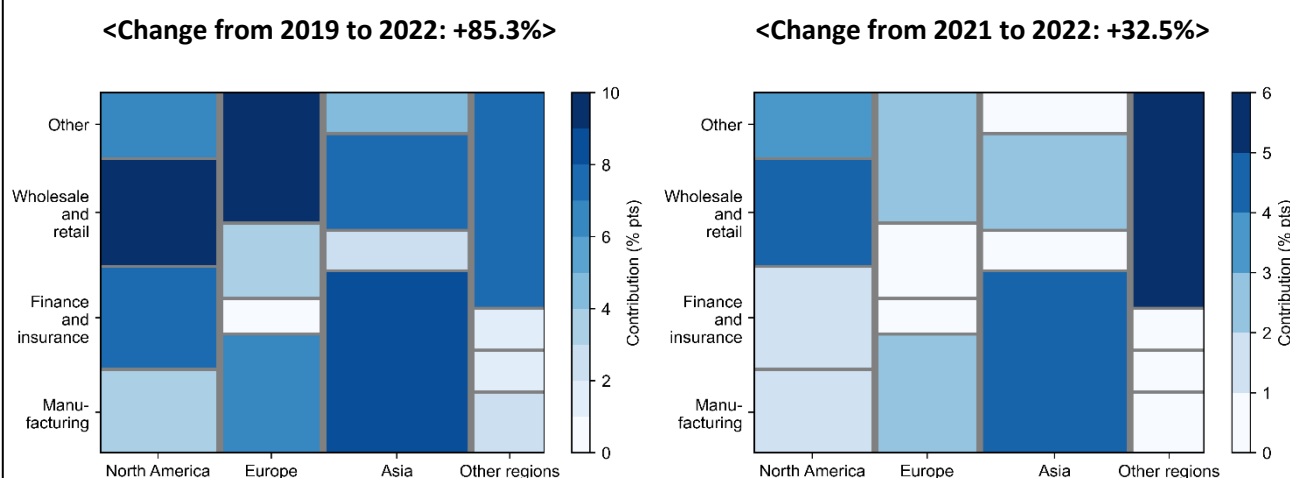 <Change from 2019 to 2022: +85.3%>
Other
Wholesale
and
retail
Finance
and
insurance
Manu-
facturing
North America
Europe
Asia
Other regions
10
8
6
4
2
0
Contribution (% pts)
<Change from 2021 to 2022: +32.5%>
Other
Wholesale
and
retail
Finance
and
insurance
Manu-
facturing
North America
Europe
Asia
Other regions
6
5
4
3
2
1
0
Contribution (% pts)